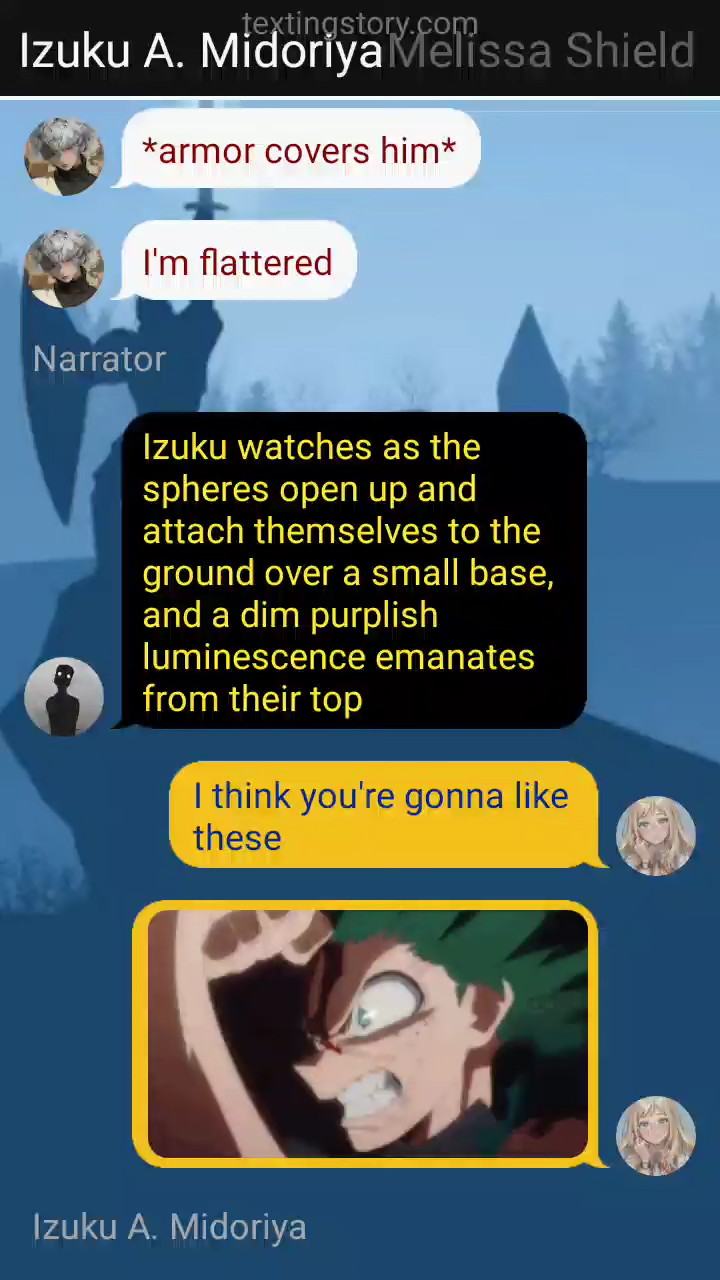 textingstory.com
Izuku A. Midoriya Melissa Shield
*armor covers him*
I'm flattered
Narrator
Izuku watches as the
spheres open up and
attach themselves to the
ground over a small base,
and a dim purplish
luminescence emanates
from their top
I think you're gonna like
these
Izuku A. Midoriya